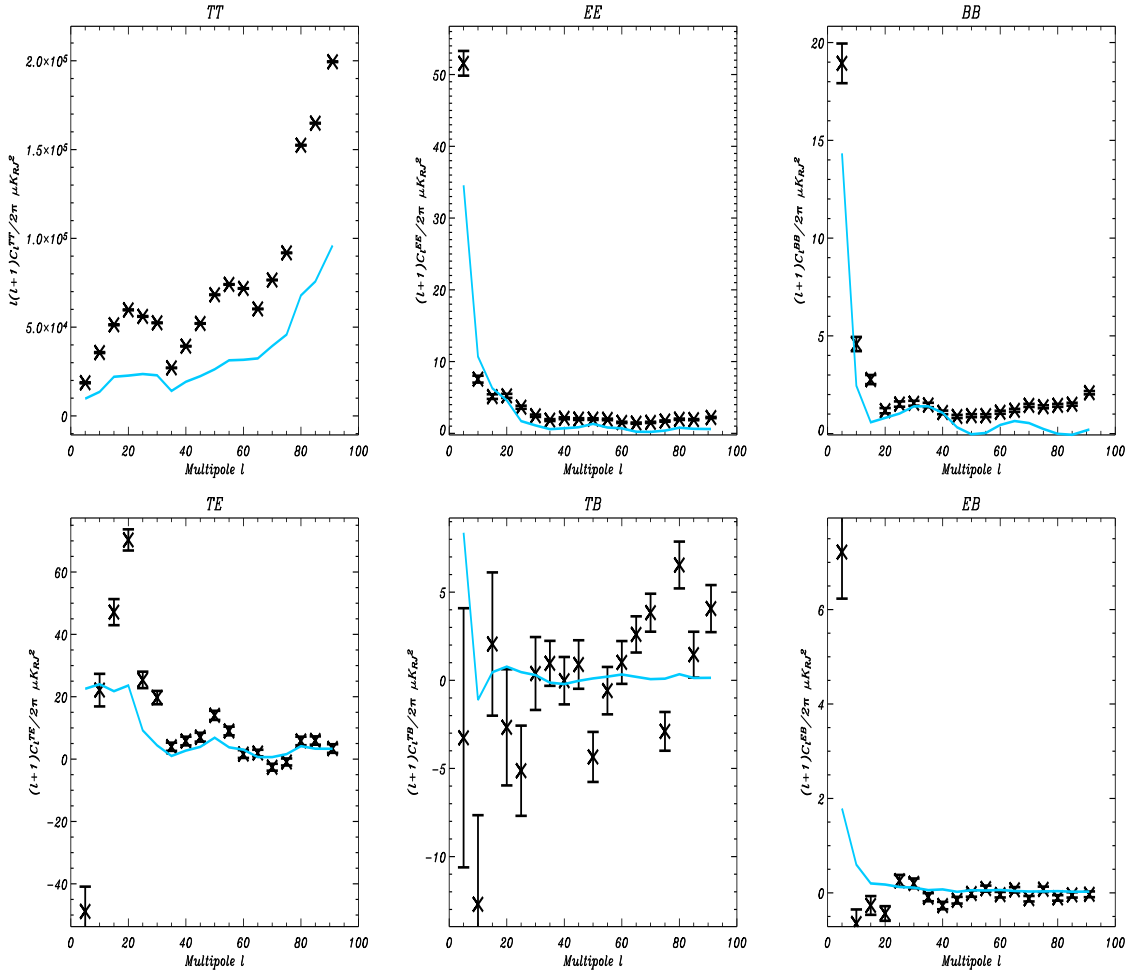 TT
EE
BB
l(l+1)C_l^TT/2π μK_RJ^2
2.0×10^5
1.5×10^5
1.0×10^5
5.0×10^4
0
0 20 40 60 80 100
Multipole l
(l+1)C_l^EE/2π μK_RJ^2
50
40
30
20
10
0
0 20 40 60 80 100
Multipole l
(l+1)C_l^BB/2π μK_RJ^2
20
15
10
5
0
0 20 40 60 80 100
Multipole l
TE
TB
EB
(l+1)C_l^TE/2π μK_RJ^2
60
40
20
0
-20
-40
0 20 40 60 80 100
Multipole l
(l+1)C_l^TB/2π μK_RJ^2
5
0
-5
-10
0 20 40 60 80 100
Multipole l
(l+1)C_l^EB/2π μK_RJ^2
6
4
2
0
0 20 40 60 80 100
Multipole l